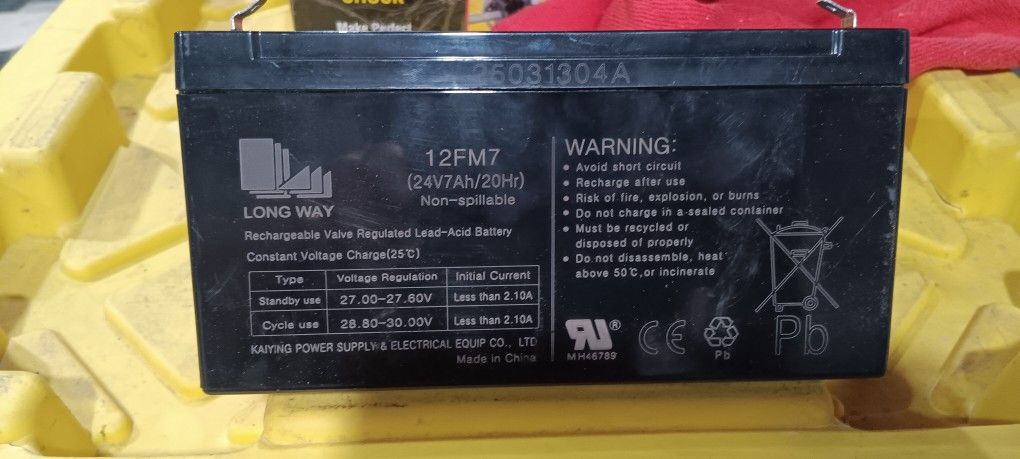 Make Perfect
25031304A
LONG WAY
12FM7
(24V7Ah/20Hr)
Non-spillable
Rechargeable Valve Regulated Lead-Acid Battery
Constant Voltage Charge(25℃)
Type Voltage Regulation Initial Current
Standby use 27.00-27.60V Less than 2.10A
Cycle use 28.80-30.00V Less than 2.10A
KAIYING POWER SUPPLY & ELECTRICAL EQUIP CO., LTD
Made in China
WARNING:
• Avoid short circuit
• Recharge after use
• Risk of fire, explosion, or burns
• Do not charge in a sealed container
• Must be recycled or
disposed of properly
• Do not disassemble, heat
above 50℃, or incinerate
RU®
MH46789
CE
Pb
Pb